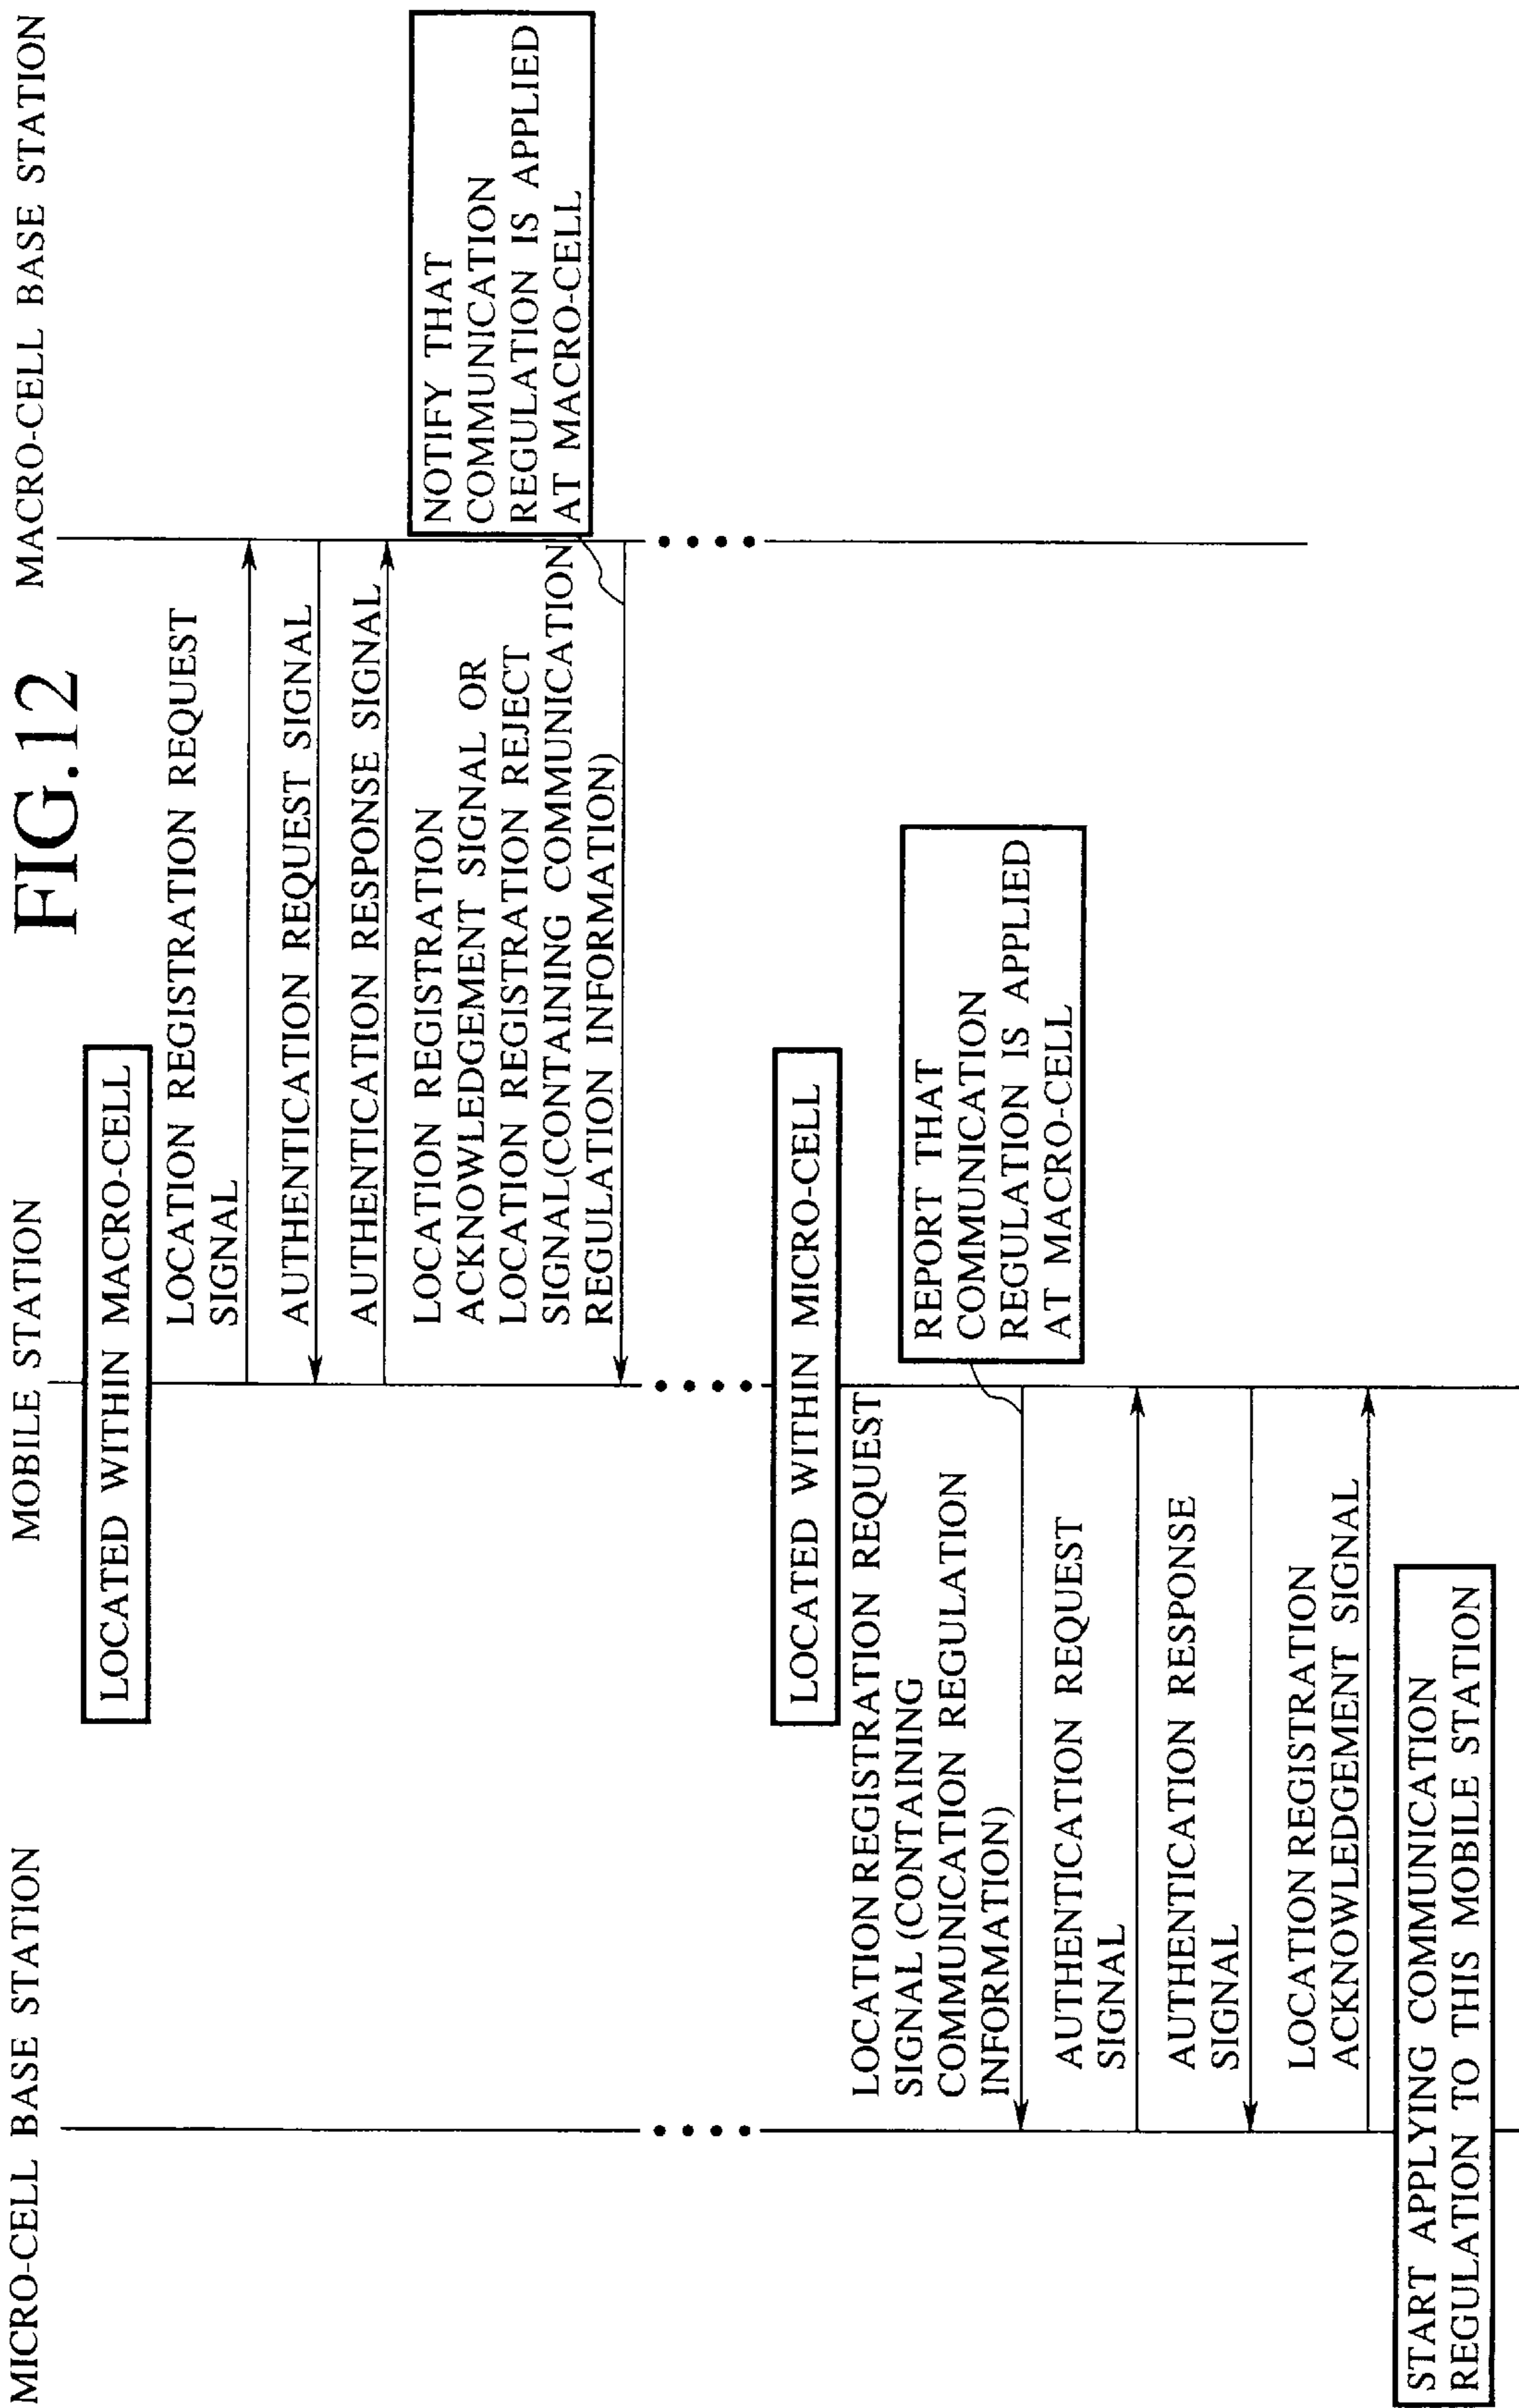 FIG.12
MICRO-CELL BASE STATION
MOBILE STATION
MACRO-CELL BASE STATION
LOCATED WITHIN MACRO-CELL
LOCATION REGISTRATION REQUEST
SIGNAL
AUTHENTICATION REQUEST SIGNAL
AUTHENTICATION RESPONSE SIGNAL
LOCATION REGISTRATION
ACKNOWLEDGEMENT SIGNAL OR
LOCATION REGISTRATION REJECT
SIGNAL(CONTAINING COMMUNICATION
REGULATION INFORMATION)
NOTIFY THAT
COMMUNICATION
REGULATION IS APPLIED
AT MACRO-CELL
LOCATED WITHIN MICRO-CELL
LOCATION REGISTRATION REQUEST
SIGNAL (CONTAINING
COMMUNICATION REGULATION
INFORMATION)
REPORT THAT
COMMUNICATION
REGULATION IS APPLIED
AT MACRO-CELL
AUTHENTICATION REQUEST
SIGNAL
AUTHENTICATION RESPONSE
SIGNAL
LOCATION REGISTRATION
ACKNOWLEDGEMENT SIGNAL
START APPLYING COMMUNICATION
REGULATION TO THIS MOBILE STATION